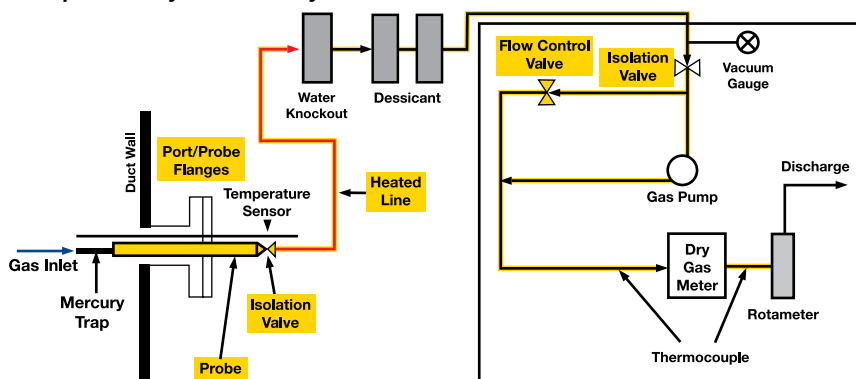 Duct Wall
Port/Probe
Flanges
Temperature
Sensor
Gas Inlet
Mercury
Trap
Probe
Isolation
Valve
Heated
Line
Water
Knockout
Dessicant
Flow Control
Valve
Isolation
Valve
Vacuum
Gauge
Gas Pump
Discharge
Dry
Gas
Meter
Rotameter
Thermocouple